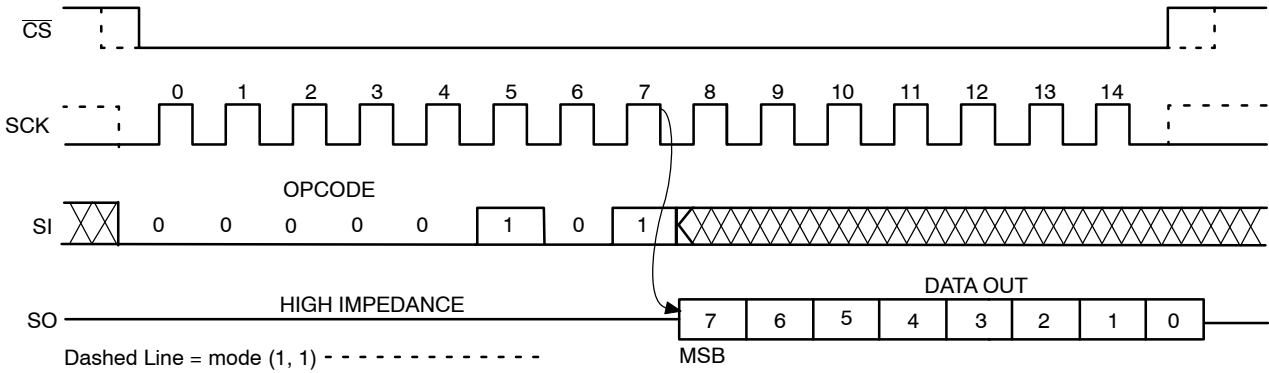 CS
SCK 0 1 2 3 4 5 6 7 8 9 10 11 12 13 14
OPCODE
SI 0 0 0 0 0 1 0 1
DATA OUT
HIGH IMPEDANCE
SO 7 6 5 4 3 2 1 0
Dashed Line = mode (1, 1)
MSB